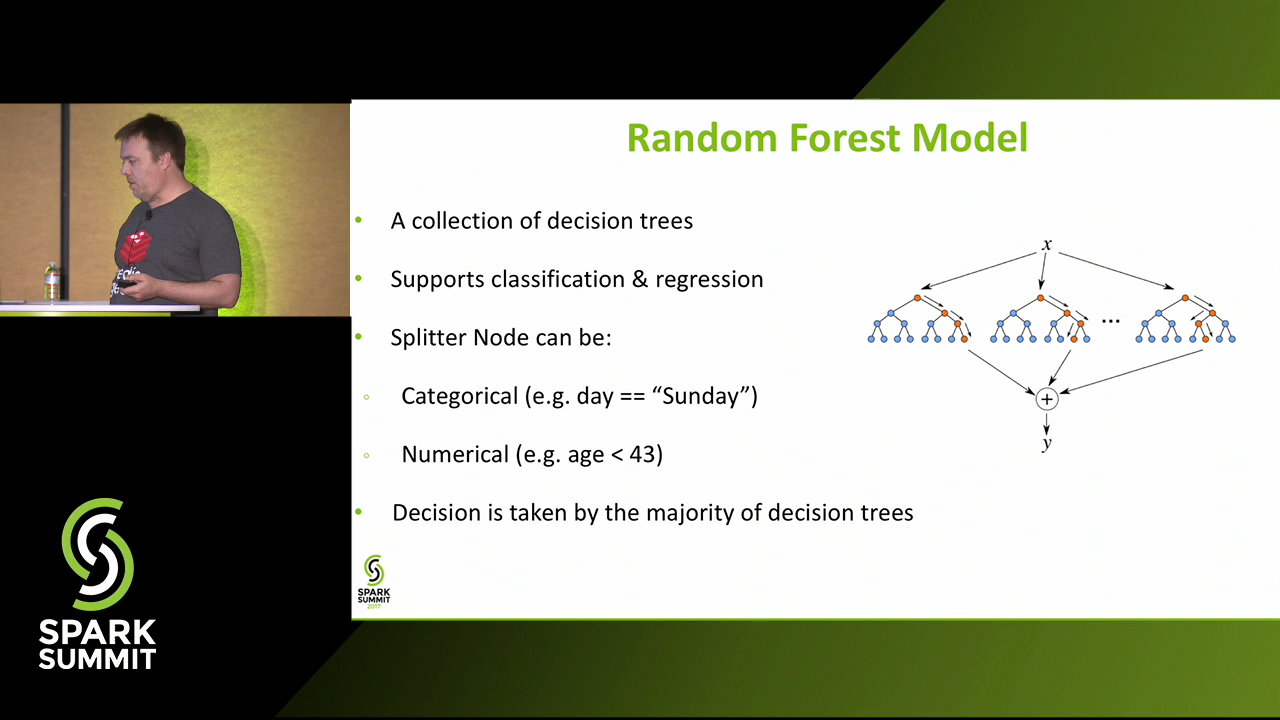 Random Forest Model
• A collection of decision trees
• Supports classification & regression
• Splitter Node can be:
◦ Categorical (e.g. day == “Sunday”)
◦ Numerical (e.g. age < 43)
• Decision is taken by the majority of decision trees
x
...
+
y
SPARK
SUMMIT
2017
SPARK
SUMMIT